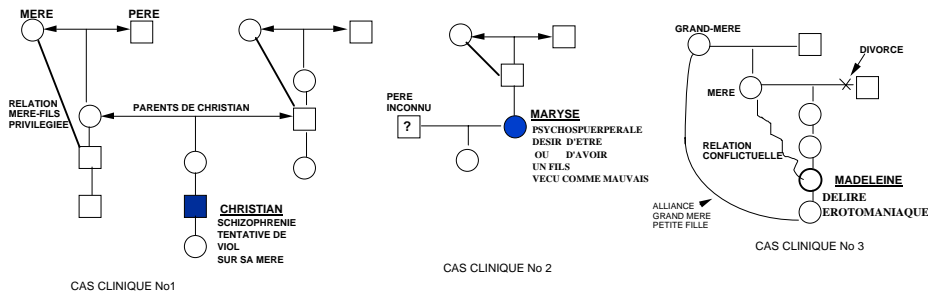 MERE
PERE
RELATION
MERE-FILS
PRIVILEGIEE
PARENTS DE CHRISTIAN
CHRISTIAN
SCHIZOPHRENIE
TENTATIVE DE
VIOL
SUR SA MERE
CAS CLINIQUE No1
PERE
INCONNU
?
MARYSE
PSYCHOSPUERPERALE
DESIR D'ETRE
OU D'AVOIR
UN FILS
VECU COMME MAUVAIS
CAS CLINIQUE No 2
GRAND-MERE
DIVORCE
MERE
RELATION
CONFLICTUELLE
MADELEINE
DELIRE
EROTOMANIAQUE
ALLIANCE
GRAND MERE
PETITE FILLE
CAS CLINIQUE No 3